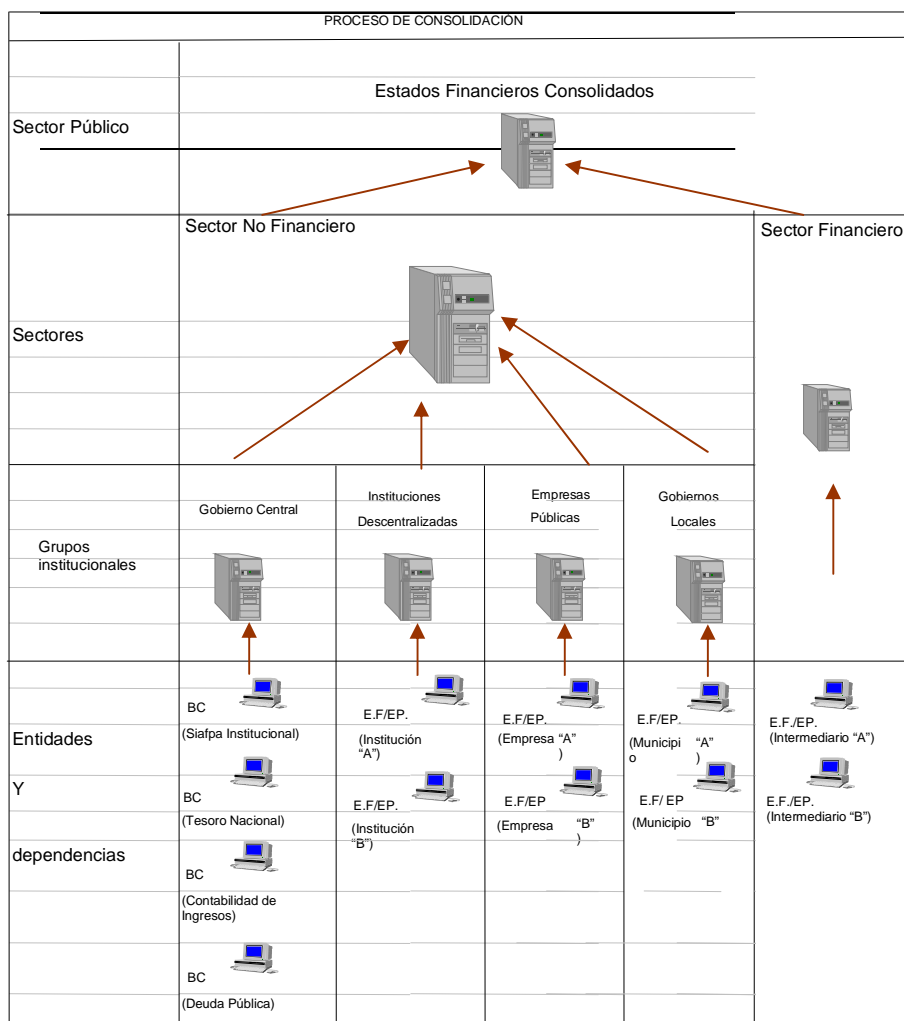 PROCESO DE CONSOLIDACIÓN
Estados Financieros Consolidados
Sector Público
Sector No Financiero
Sector Financiero
Sectores
Grupos
institucionales
Gobierno Central
Instituciones
Descentralizadas
Empresas
Públicas
Gobiernos
Locales
Entidades
Y
dependencias
BC
(Siafpa Institucional)
BC
(Tesoro Nacional)
BC
(Contabilidad de
Ingresos)
BC
(Deuda Pública)
E.F/EP.
(Institución
“A”)
E.F/EP.
(Institución
“B”)
E.F/EP.
(Empresa “A”
)
E.F/EP
(Empresa “B”
)
E.F/EP.
(Municipi “A”
o )
E.F/ EP
(Municipio “B”
E.F./EP.
(Intermediario “A”)
E.F./EP.
(Intermediario “B”)